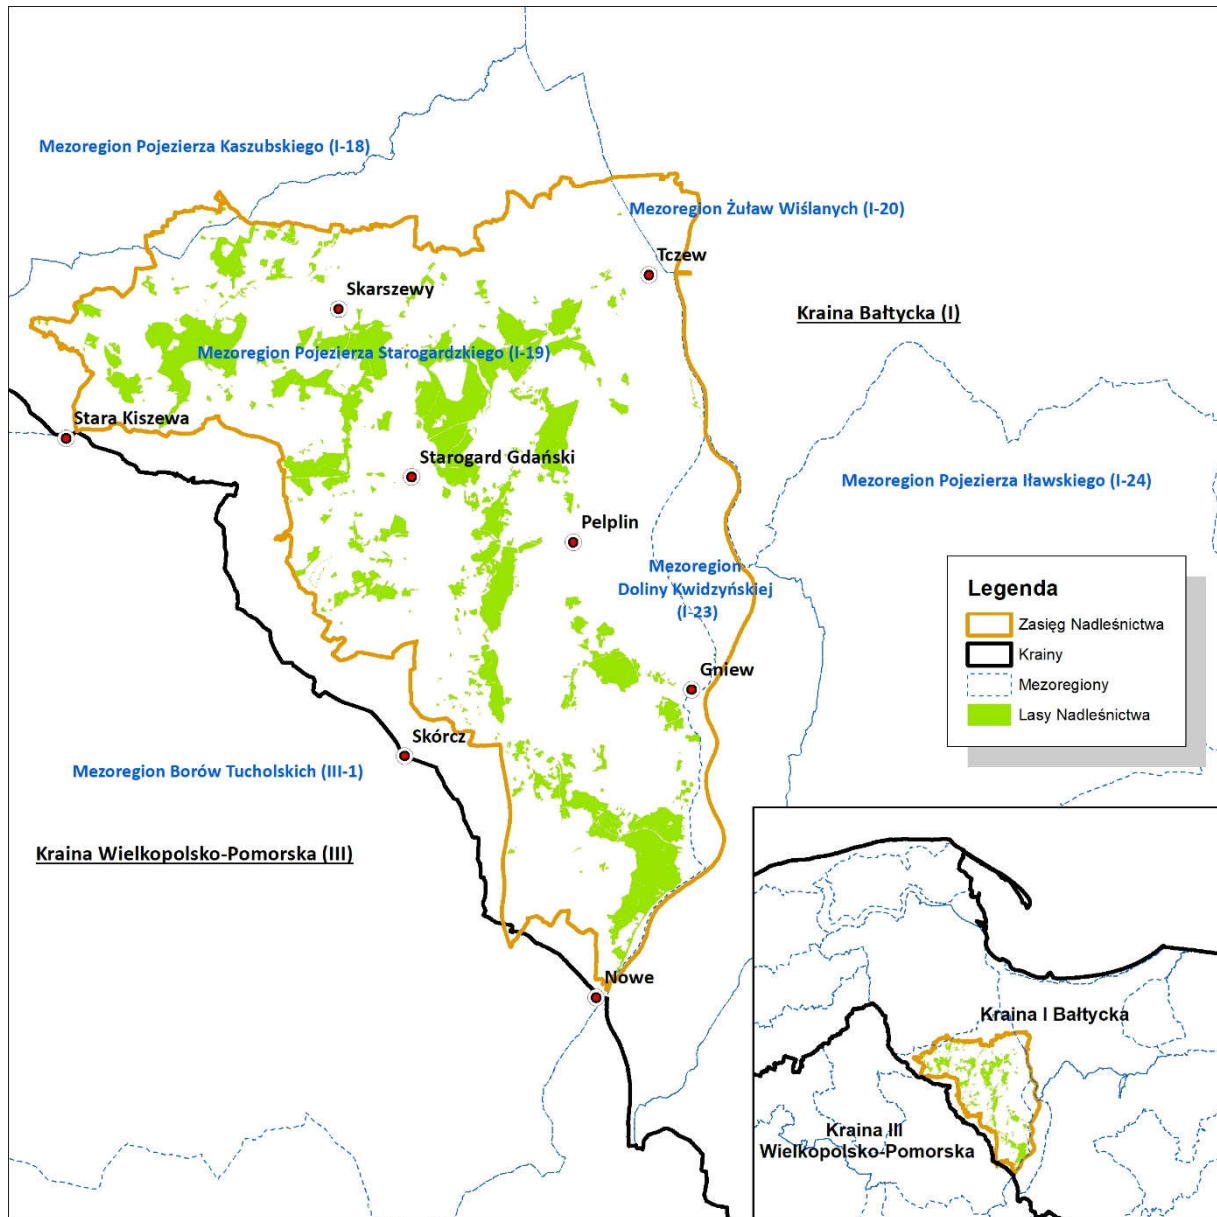 Mezoregion Pojezierza Kaszubskiego (I-18)
Mezoregion Żuław Wiślanych (I-20)
Tczew
Skarszewy
Kraina Bałtycka (I)
Mezoregion Pojezierza Starogardzkiego (I-19)
Stara Kiszewa
Starogard Gdański
Mezoregion Pojezierza Iławskiego (I-24)
Pelplin
Mezoregion
Doliny Kwidzyńskiej
(I-23)
Legenda
Zasięg Nadleśnictwa
Krainy
Mezoregiony
Lasy Nadleśnictwa
Gniew
Skórcz
Mezoregion Borów Tucholskich (III-1)
Kraina Wielkopolsko-Pomorska (III)
Nowe
Kraina I Bałtycka
Kraina III
Wielkopolsko-Pomorska